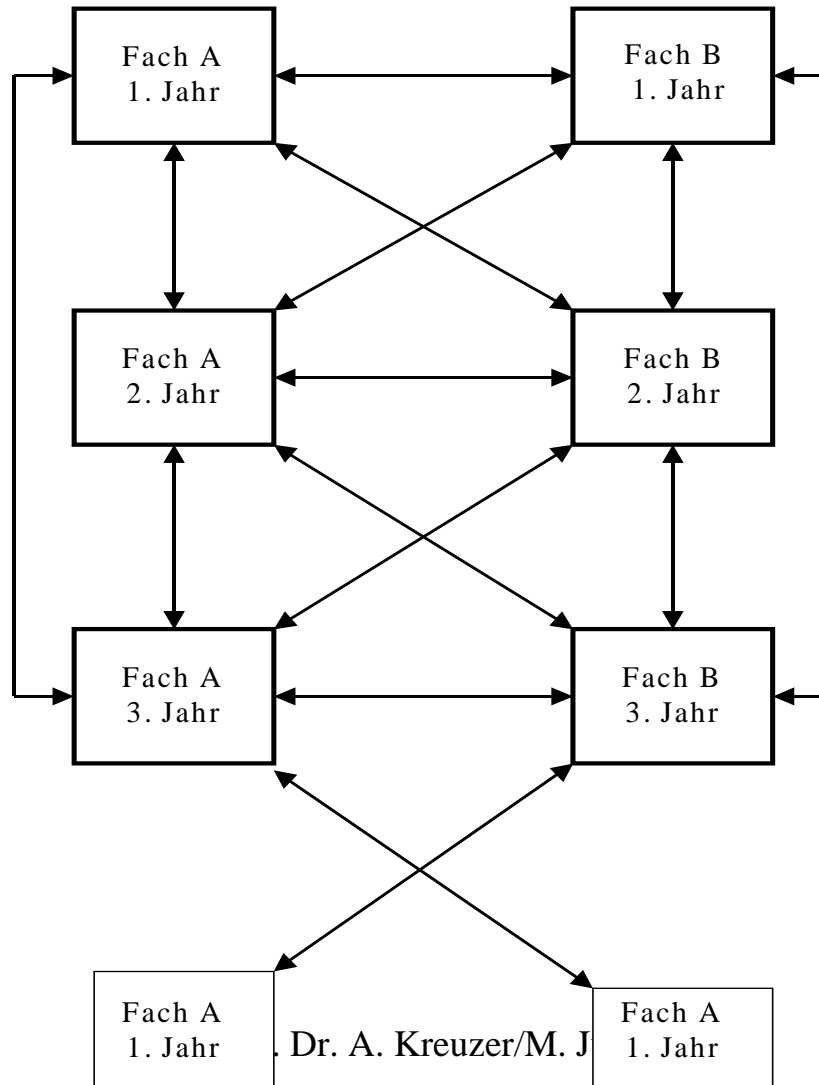 Fach A
1. Jahr
Fach B
1. Jahr
Fach A
2. Jahr
Fach B
2. Jahr
Fach A
3. Jahr
Fach B
3. Jahr
Fach A
1. Jahr
. Dr. A. Kreuzer/M. J
Fach A
1. Jahr